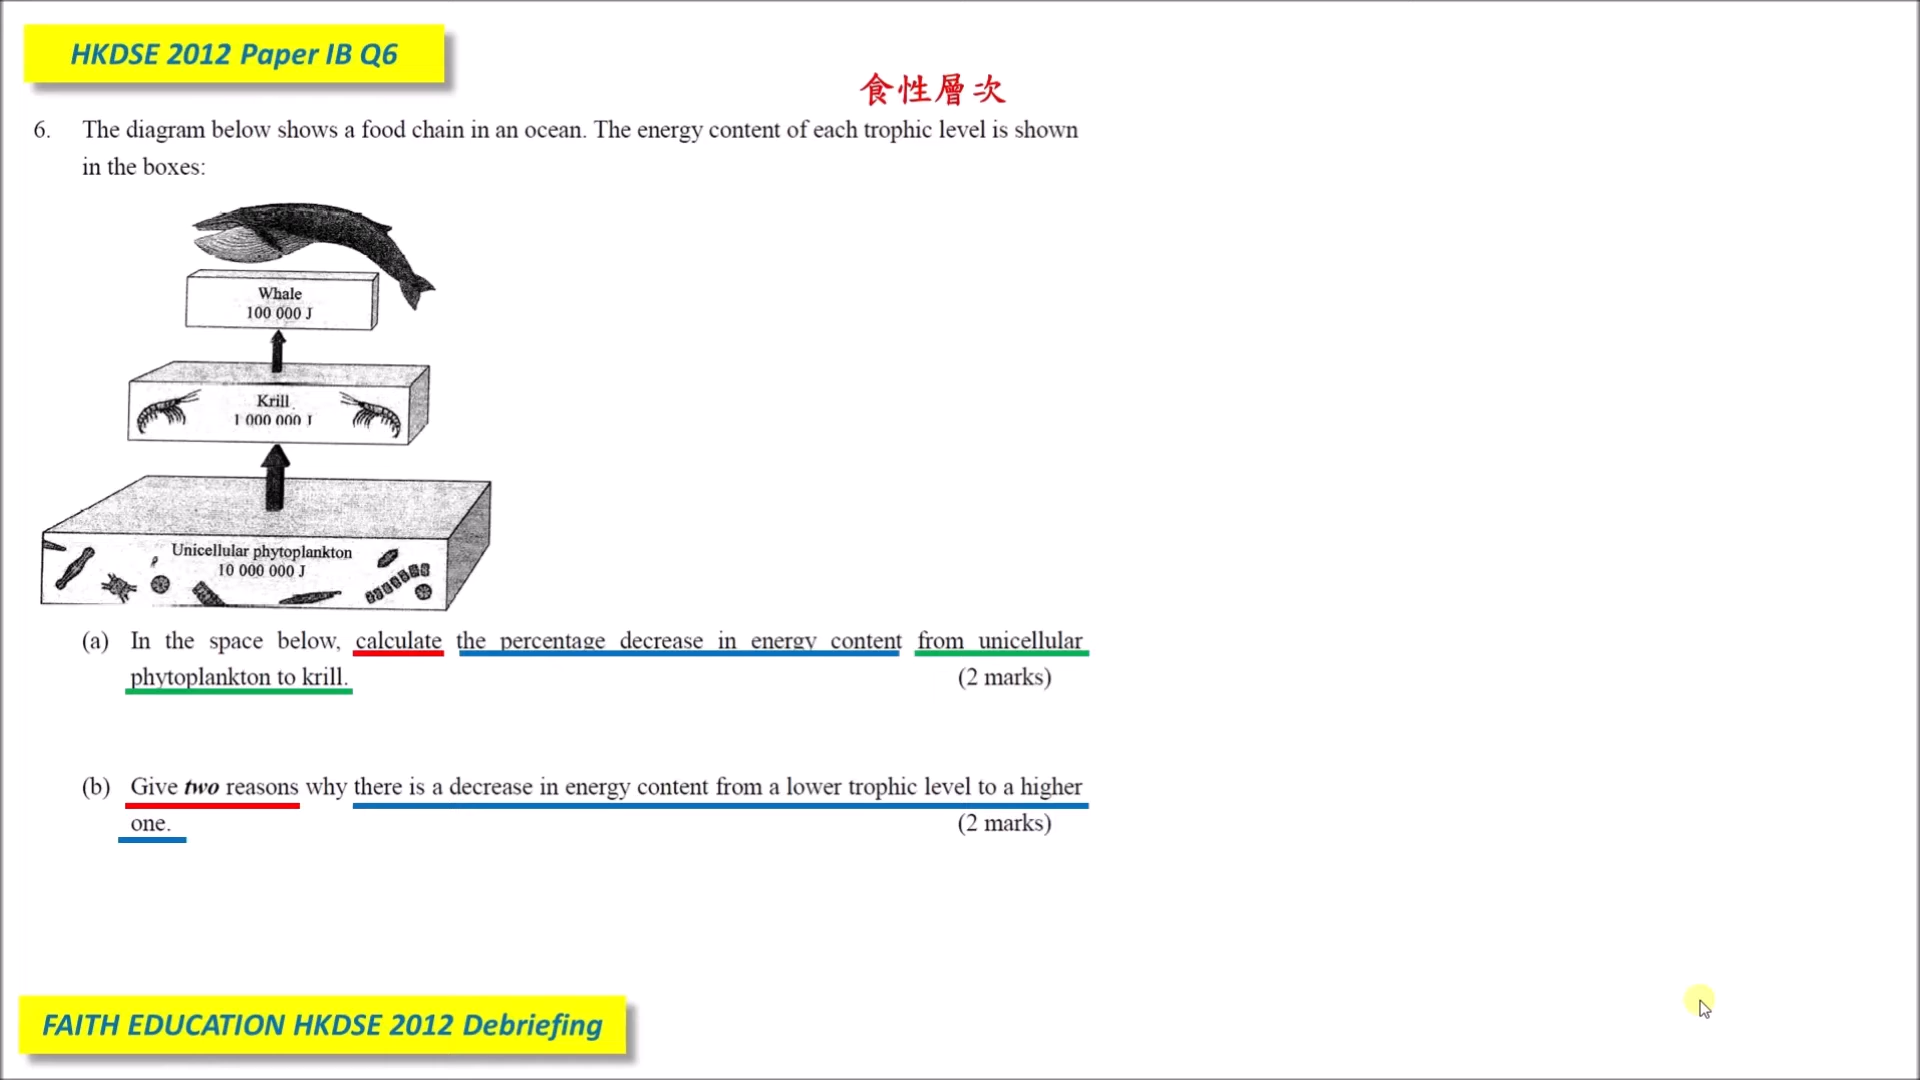 HKDSE 2012 Paper IB Q6
食性層次
6. The diagram below shows a food chain in an ocean. The energy content of each trophic level is shown
in the boxes:
Whale
100 000 J
Krill
1 000 000 J
Unicellular phytoplankton
10 000 000 J
(a) In the space below, calculate the percentage decrease in energy content from unicellular
phytoplankton to krill. (2 marks)
(b) Give two reasons why there is a decrease in energy content from a lower trophic level to a higher
one. (2 marks)
FAITH EDUCATION HKDSE 2012 Debriefing